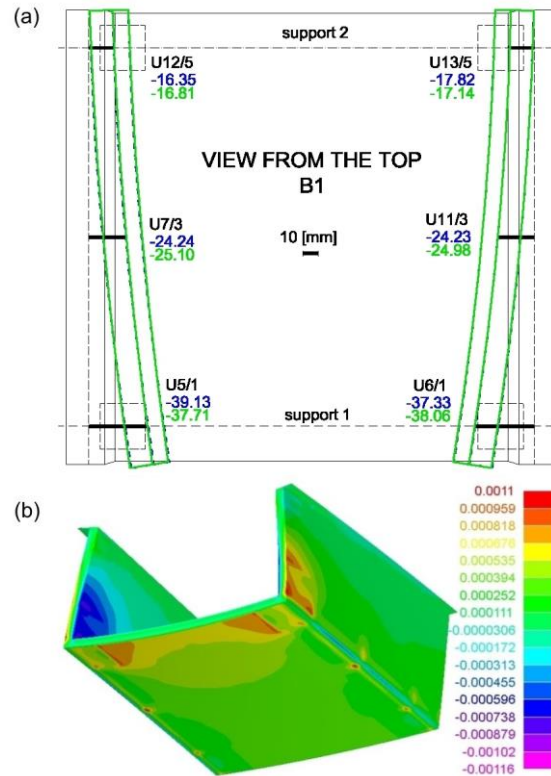 (a)
support 2
U12/5
-16.35
-16.81
U13/5
-17.82
-17.14
VIEW FROM THE TOP
B1
U7/3
-24.24
-25.10
10 [mm]
U11/3
-24.23
-24.98
U5/1
-39.13
-37.71
support 1
U6/1
-37.33
-38.06
(b)
0.0011
0.000959
0.000818
0.000676
0.000535
0.000394
0.000252
0.000111
-0.0000306
-0.000172
-0.000313
-0.000455
-0.000596
-0.000738
-0.000879
-0.00102
-0.00116